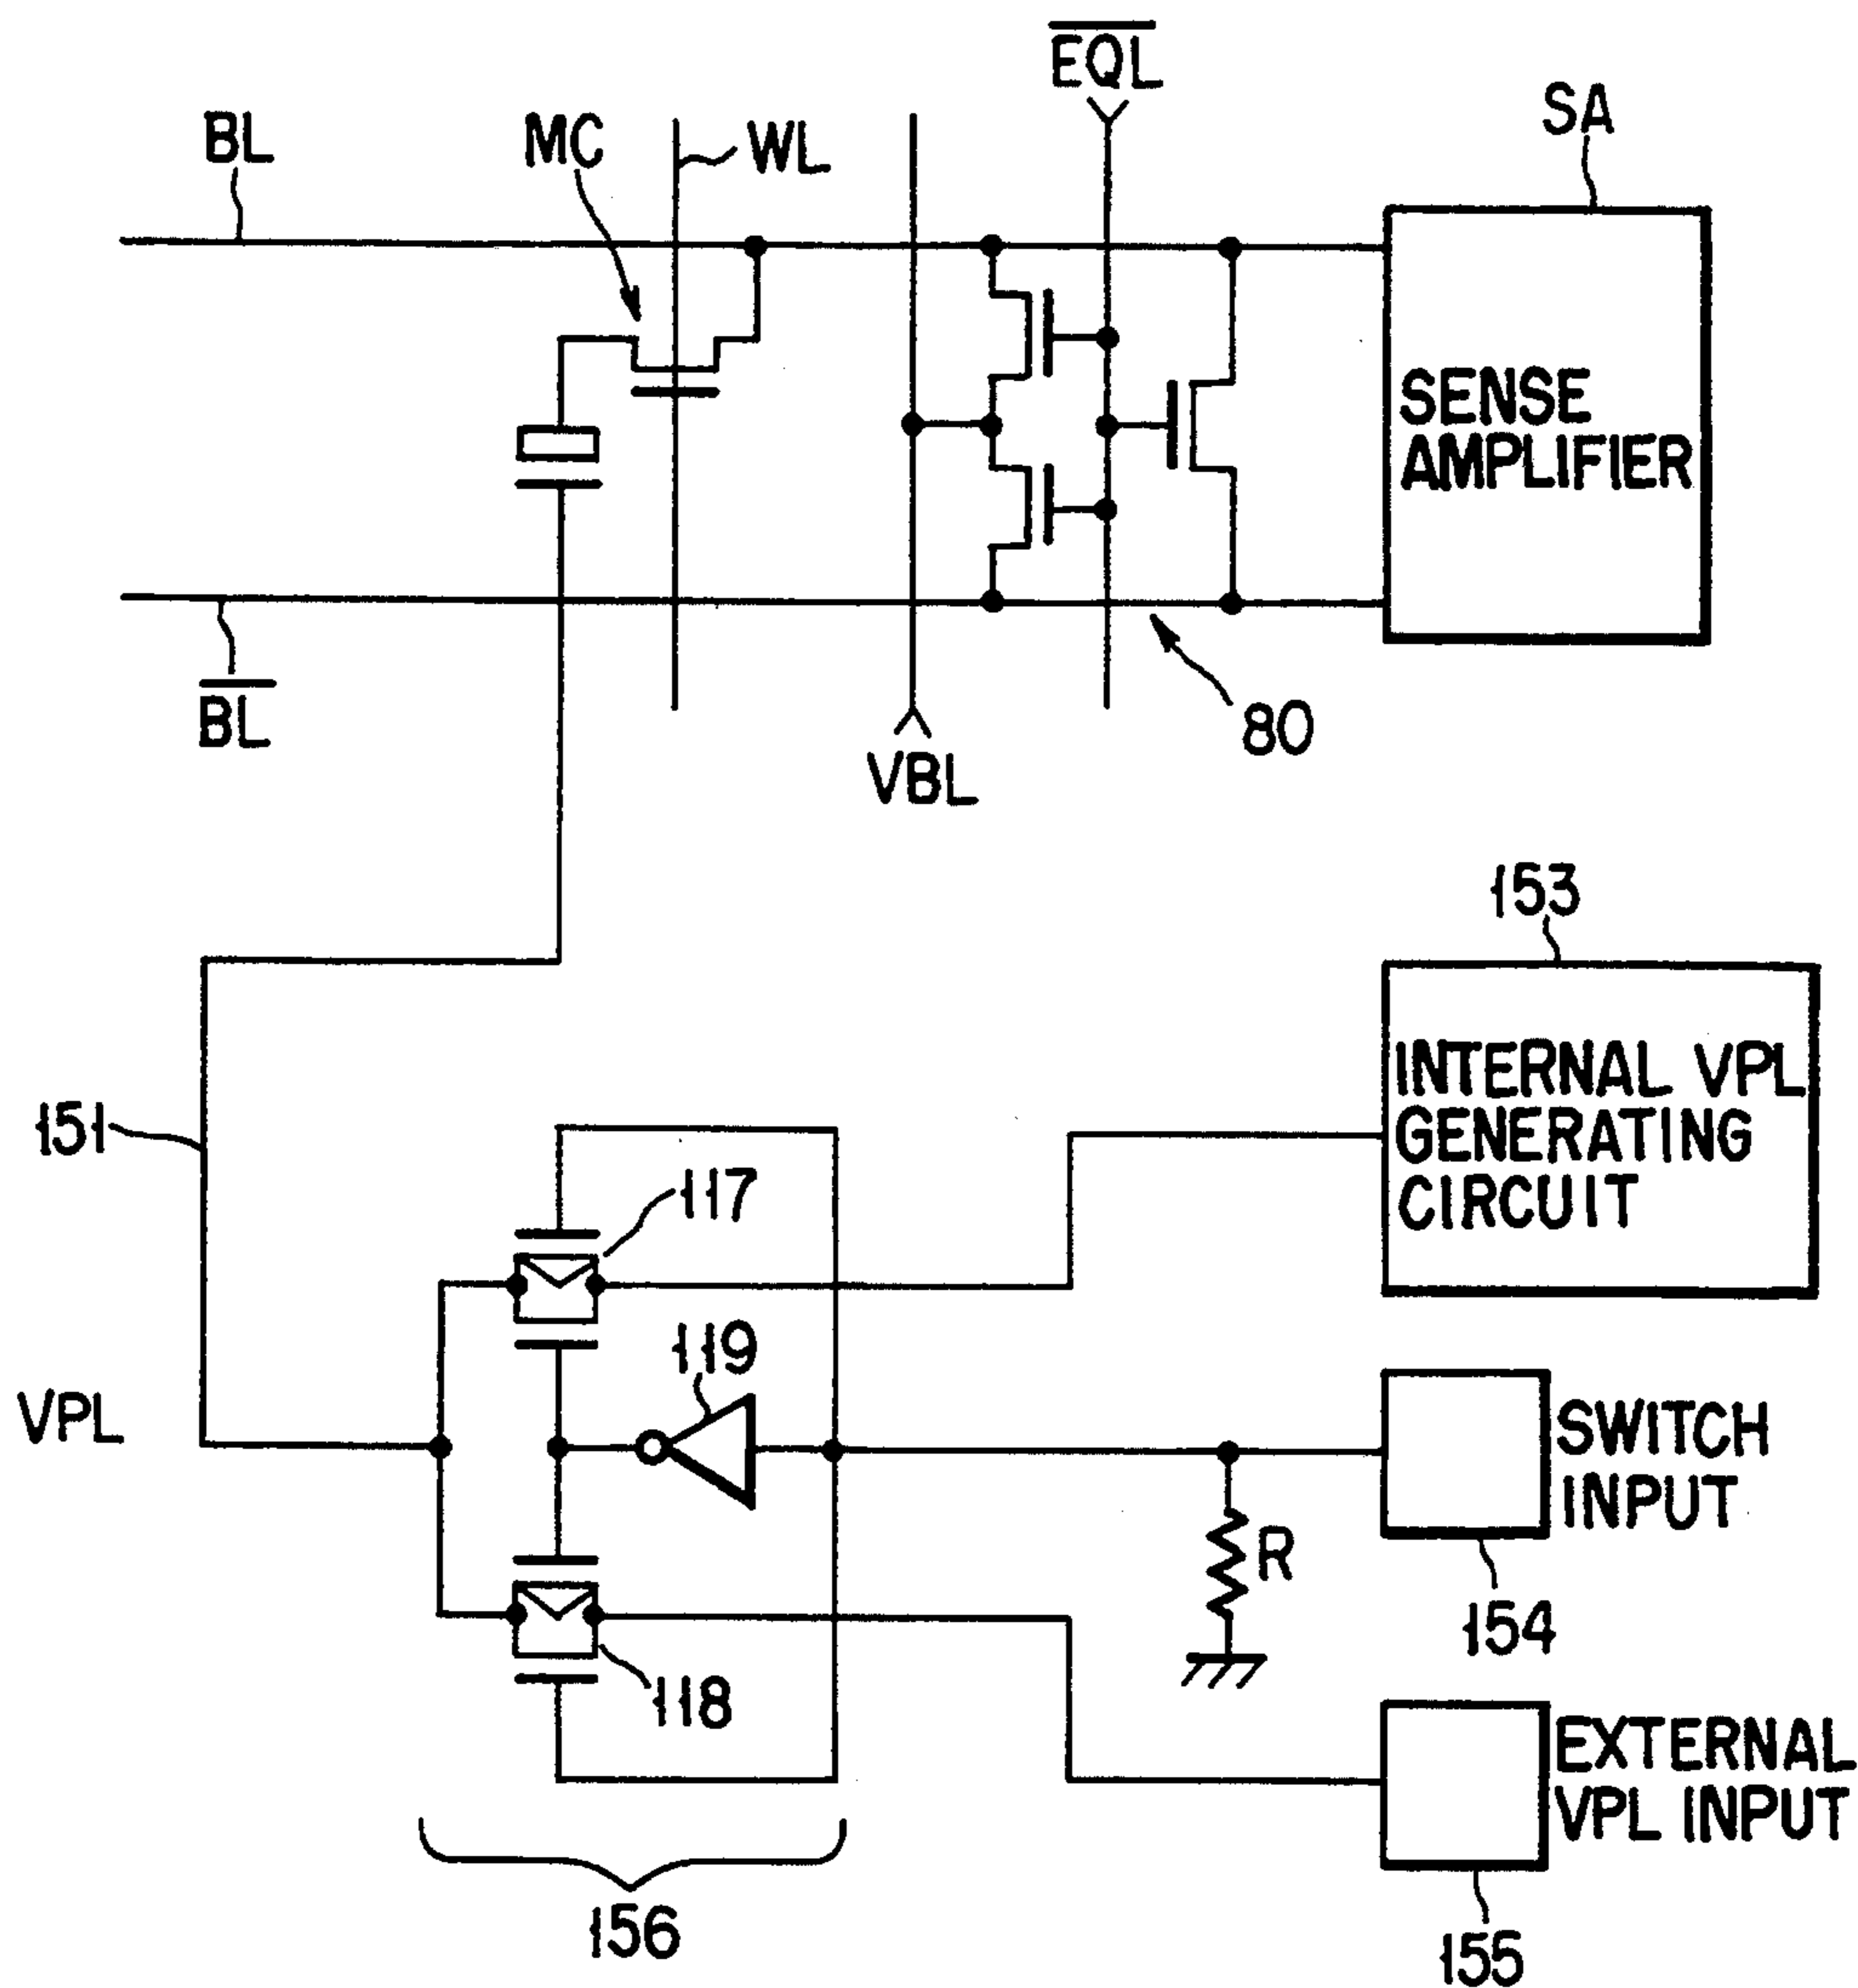 EQL
SA
BL
MC
WL
SENSE
AMPLIFIER
BL
80
VBL
153
INTERNAL VPL
GENERATING
CIRCUIT
151
117
119
VPL
SWITCH
INPUT
R
154
118
EXTERNAL
VPL INPUT
156
155